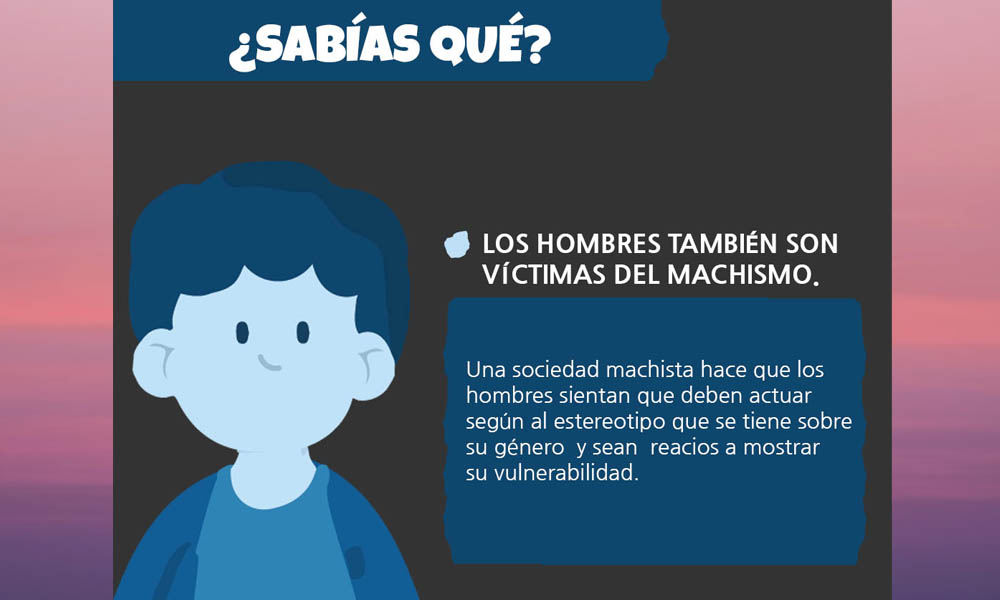 ¿SABÍAS QUÉ?
LOS HOMBRES TAMBIÉN SON
VÍCTIMAS DEL MACHISMO.
Una sociedad machista hace que los
hombres sientan que deben actuar
según al estereotipo que se tiene sobre
su género y sean reacios a mostrar
su vulnerabilidad.